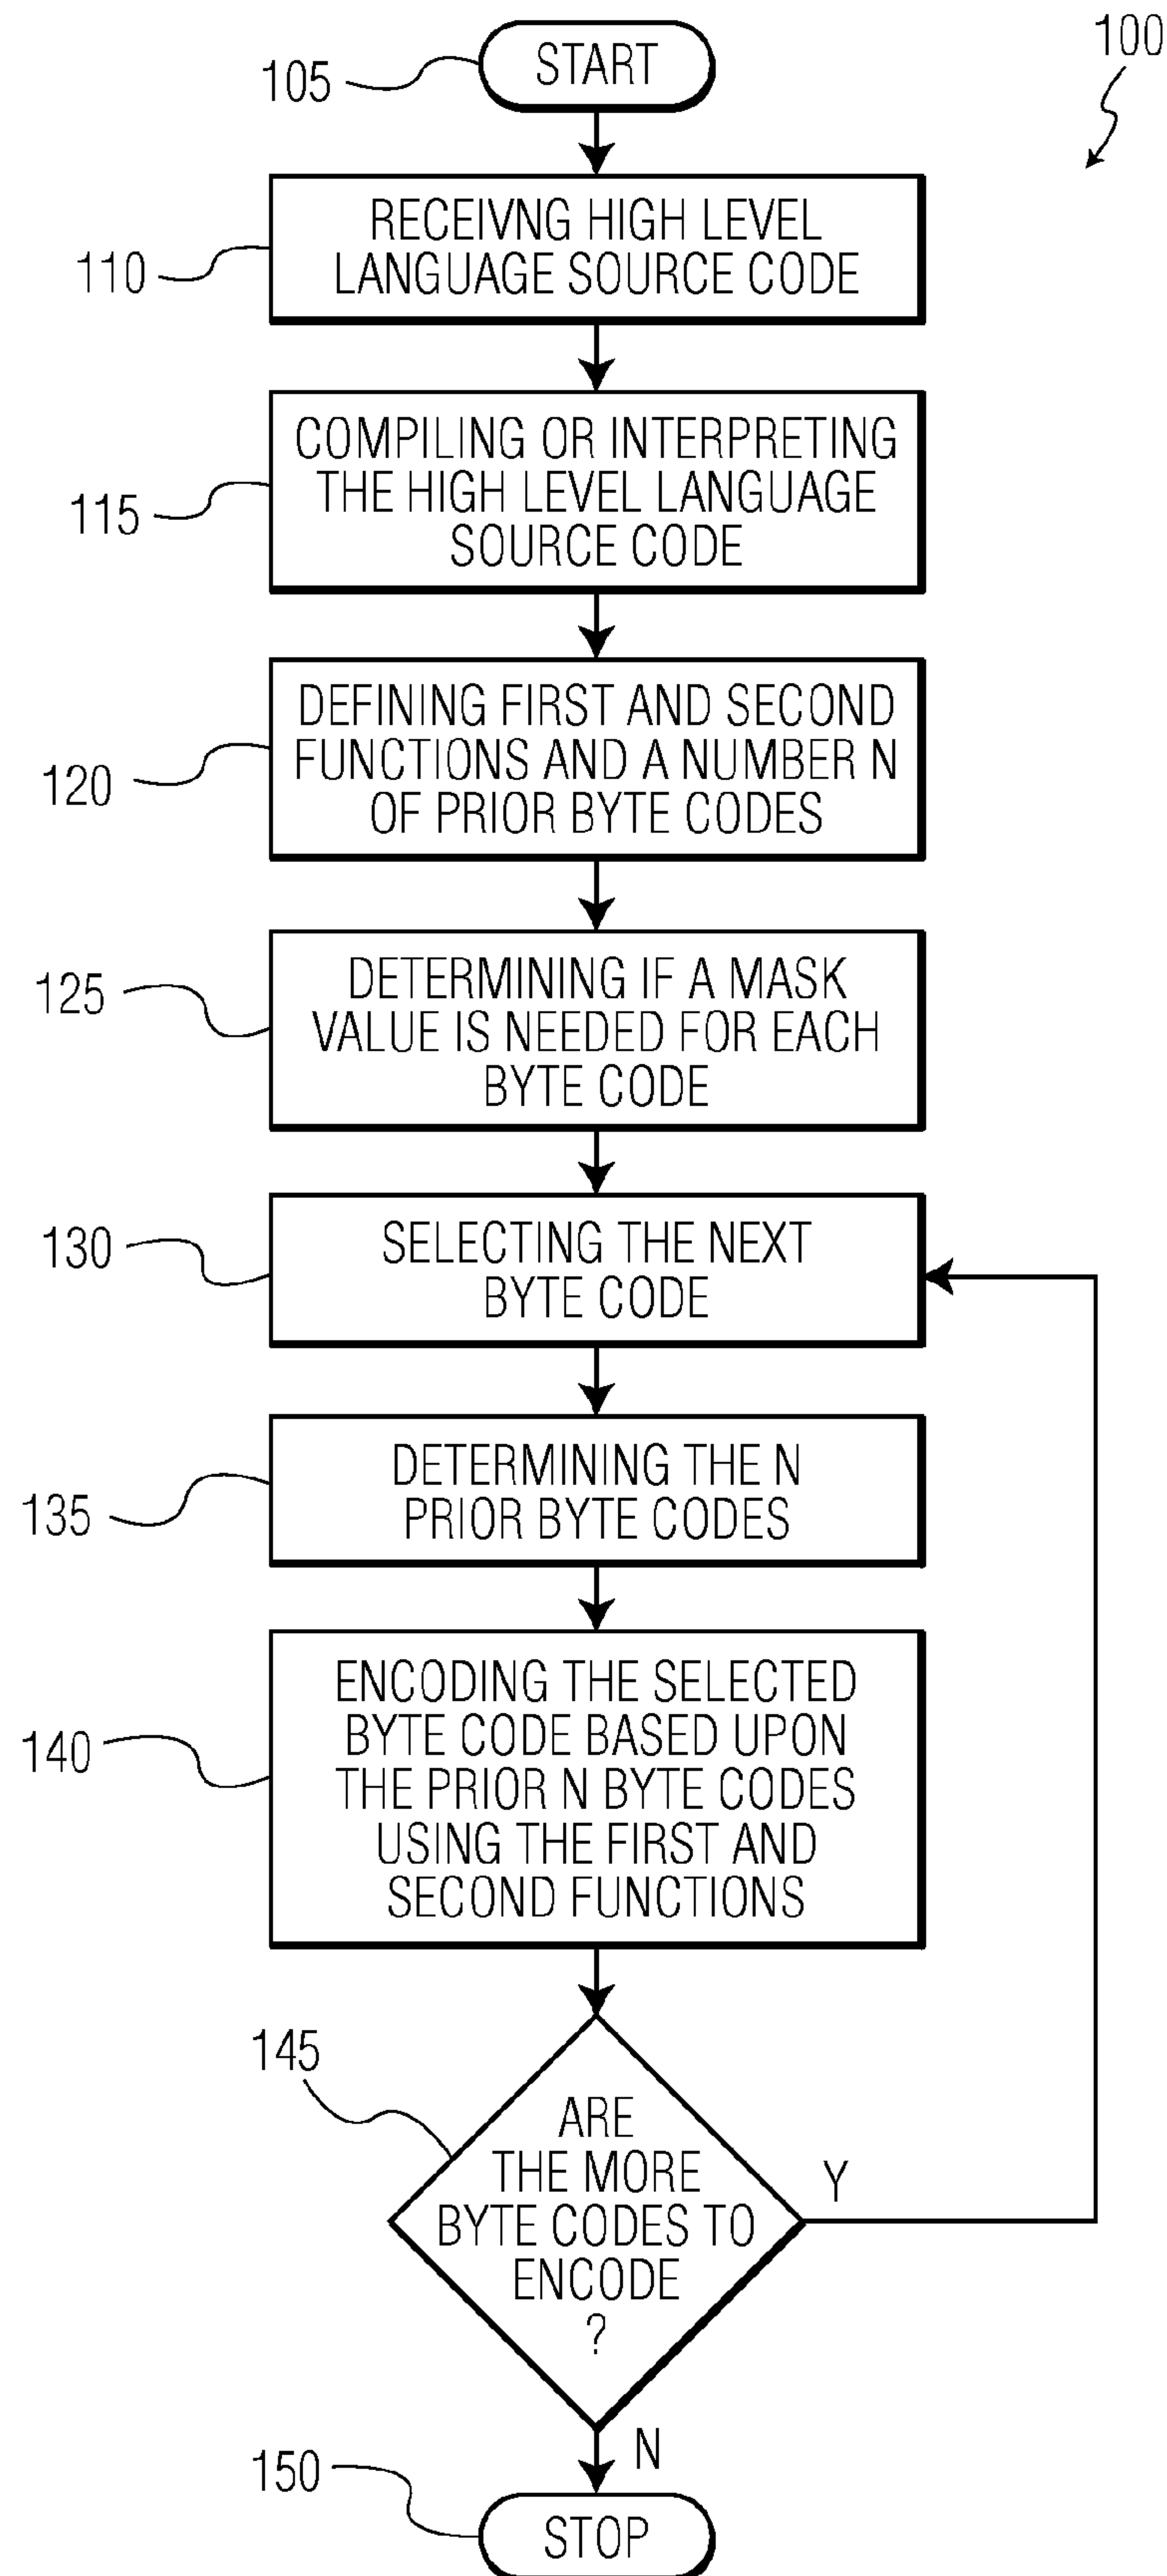 100
105
START
110
RECEIVNG HIGH LEVEL
LANGUAGE SOURCE CODE
115
COMPILING OR INTERPRETING
THE HIGH LEVEL LANGUAGE
SOURCE CODE
120
DEFINING FIRST AND SECOND
FUNCTIONS AND A NUMBER N
OF PRIOR BYTE CODES
125
DETERMINING IF A MASK
VALUE IS NEEDED FOR EACH
BYTE CODE
130
SELECTING THE NEXT
BYTE CODE
135
DETERMINING THE N
PRIOR BYTE CODES
140
ENCODING THE SELECTED
BYTE CODE BASED UPON
THE PRIOR N BYTE CODES
USING THE FIRST AND
SECOND FUNCTIONS
145
ARE
THE MORE
BYTE CODES TO
ENCODE
?
Y
N
150
STOP